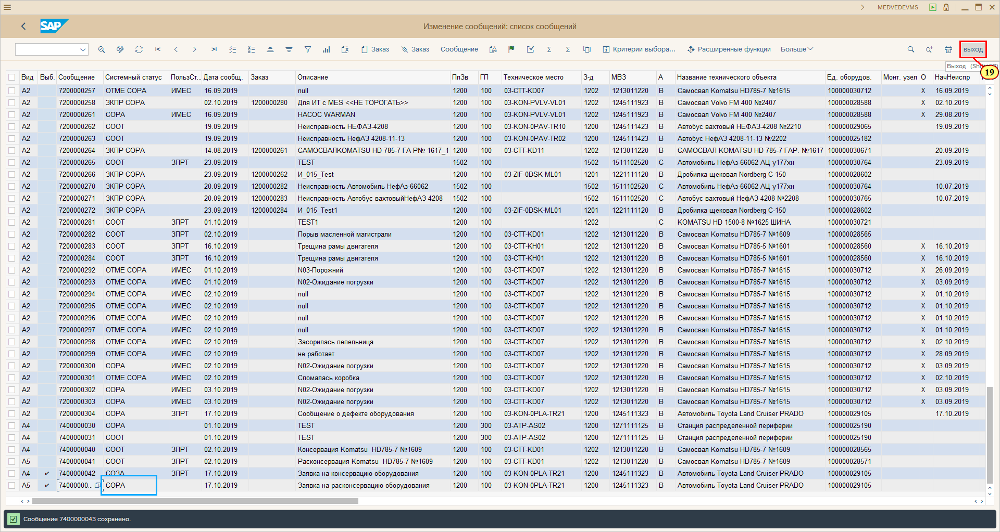 MEDVEDEVMS
SAP
Изменение сообщений: список сообщений
Заказ Заказ Сообщение Критерии выбора... Расширенные функции Больше выход
Выход
19
Вид Выб. Сообщение Системный статус ПользСт... Дата сообщ. Заказ Описание ПлЗв ГП Техническое место З-д МВЗ А Название технического объекта Ед. оборудов. Монт. узел О НачНеиспр
A2 7200000257 ОТМЕ СОРА ИМЕС 16.09.2019 null 1200 100 03-CTT-KD07 1202 1213011220 B Самосвал Komatsu HD785-7 №1615 100000030712 X 16.09.2019
A2 7200000258 ЗКПР СОРА 02.10.2019 1200000280 Для ИТ с MES <<НЕ ТОРОГАТЬ>> 1200 100 03-KON-PVLV-VL01 1202 1245111923 B Самосвал Volvo FM 400 №2407 100000028588 X 02.10.2019
A2 7200000261 СОРА ИМЕС 16.09.2019 НАСОС WARMAN 1200 100 03-KON-PVLV-VL01 1202 1245111923 B Самосвал Volvo FM 400 №2407 100000028588 X 29.08.2019
A2 7200000262 СООТ 19.09.2019 Неисправность НЕФАЗ-4208 1200 100 03-KON-0PAV-TR10 1200 1245111423 B Автобус вахтовый НЕФАЗ-4208 №2210 100000029065 19.09.2019
A2 7200000263 СООТ 19.09.2019 Неисправность НефАЗ 4208-11-13 1200 100 03-KON-0PAV-TR02 1200 1245111423 B Автобус НефАЗ 4208-11-13 №2202 100000025182
A2 7200000264 ЗКПР СОРА 14.08.2019 1200000261 САМОСВАЛKOMATSU HD 785-7 ГА Р№ 1617_1 1200 100 03-CTT-KD11 1202 1213011220 B САМОСВАЛ KOMATSU HD 785-7 ГАР. №1617 100000030671 20.09.2019
A2 7200000265 СООТ ЗПРТ 23.09.2019 TEST 1502 100 1502 1511102520 C Автомобиль НефАз-66062 АЦ у177хн 100000030764 23.09.2019
A2 7200000266 ЗКПР СОРА 23.09.2019 1200000262 И_015_Test 1200 100 03-ZIF-0DSK-ML01 1201 1221111120 B Дробилка щековая Nordberg C-150 100000028602
A2 7200000270 ЗКПР СОРА 20.09.2019 1200000282 Неисправность Автомобиль НефАз-66062 1502 100 1502 1511102520 C Автомобиль НефАз-66062 АЦ у177хн 100000030764 10.07.2019
A2 7200000271 ЗКПР СОРА 20.09.2019 1200000283 Неисправность Автобус вахтовыйНефАЗ 4208 1502 100 1502 1511102520 C Автобус вахтовый НефАЗ 4208 №2208 100000030765 10.07.2019
A2 7200000272 ЗКПР СОРА 23.09.2019 1200000284 И_015_Test1 1200 100 03-ZIF-0DSK-ML01 1201 1221111120 B Дробилка щековая Nordberg C-150 100000028602
A2 7200000281 СООТ ЗПРТ 01.10.2019 TEST1 1200 100 1202 C KOMATSU HD 1500-8 №1625 ШИНА 100000030721
A2 7200000282 СООТ ЗПРТ 02.10.2019 Порыв масленной магистрали 1200 100 03-CTT-KD01 1202 1213011220 B Самосвал Komatsu HD785-7 №1609 100000028565
A2 7200000283 СООТ ЗПРТ 16.10.2019 Трещина рамы двигателя 1200 100 03-CTT-KH01 1202 1213011220 B Самосвал Komatsu HD785-5 №1601 100000028560 X 16.10.2019
A2 7200000284 СООТ ЗПРТ 16.10.2019 Трещина рамы двигателя 1200 100 03-CTT-KH01 1202 1213011220 B Самосвал Komatsu HD785-5 №1601 100000028560 X 16.10.2019
A2 7200000292 ОТМЕ СОРА ИМЕС 01.10.2019 N03-Порожний 1200 100 03-CTT-KD07 1202 1213011220 B Самосвал Komatsu HD785-7 №1615 100000030712 X 26.09.2019
A2 7200000293 ОТМЕ СОРА ИМЕС 01.10.2019 N02-Ожидание погрузки 1200 100 03-CTT-KD07 1202 1213011220 B Самосвал Komatsu HD785-7 №1615 100000030712 X 03.09.2019
A2 7200000294 ОТМЕ СОРА ИМЕС 02.10.2019 null 1200 100 03-CTT-KD07 1202 1213011220 B Самосвал Komatsu HD785-7 №1615 100000030712 X 01.10.2019
A2 7200000295 ОТМЕ СОРА ИМЕС 02.10.2019 null 1200 100 03-CTT-KD07 1202 1213011220 B Самосвал Komatsu HD785-7 №1615 100000030712 X 01.10.2019
A2 7200000296 ОТМЕ СОРА ИМЕС 02.10.2019 null 1200 100 03-CTT-KD07 1202 1213011220 B Самосвал Komatsu HD785-7 №1615 100000030712 X 01.10.2019
A2 7200000297 ОТМЕ СОРА ИМЕС 02.10.2019 null 1200 100 03-CTT-KD07 1202 1213011220 B Самосвал Komatsu HD785-7 №1615 100000030712 X 01.10.2019
A2 7200000298 ОТМЕ СОРА ИМЕС 02.10.2019 Засорилась пепельница 1200 100 03-CTT-KD07 1202 1213011220 B Самосвал Komatsu HD785-7 №1615 100000030712 X 02.10.2019
A2 7200000299 ОТМЕ СОРА ИМЕС 02.10.2019 не работает 1200 100 03-CTT-KD07 1202 1213011220 B Самосвал Komatsu HD785-7 №1615 100000030712 X 28.09.2019
A2 7200000300 СОРА ИМЕС 02.10.2019 N02-Ожидание погрузки 1200 100 03-CTT-KD07 1202 1213011220 B Самосвал Komatsu HD785-7 №1615 100000030712 X 03.09.2019
A2 7200000301 ОТМЕ СОРА ИМЕС 02.10.2019 Сломалась коробка 1200 100 03-CTT-KD07 1202 1213011220 B Самосвал Komatsu HD785-7 №1615 100000030712 X 02.10.2019
A2 7200000302 СОРА ИМЕС 03.10.2019 N02-Ожидание погрузки 1200 100 03-CTT-KD07 1202 1213011220 B Самосвал Komatsu HD785-7 №1615 100000030712 X 03.09.2019
A2 7200000303 СОРА ИМЕС 03.10.2019 N02-Ожидание погрузки 1200 100 03-CTT-KD07 1202 1213011220 B Самосвал Komatsu HD785-7 №1615 100000030712 X 03.09.2019
A2 7200000304 СОРА ЗПРТ 17.10.2019 Сообщение о дефекте оборудования 1200 100 03-KON-0PLA-TR21 1200 1245111323 B Автомобиль Toyota Land Cruiser PRADO 100000029105 17.10.2019
A4 7400000030 СОРА 01.10.2019 TEST 1200 300 03-ATP-AS02 1200 1271111125 B Станция распределенной периферии 100000025190
A4 7400000031 СООТ 01.10.2019 TEST 1200 300 03-ATP-AS02 1200 1271111125 B Станция распределенной периферии 100000025190
A4 7400000040 СООТ ЗПРТ 02.10.2019 Консервация Komatsu HD785-7 №1609 1200 100 03-CTT-KD01 1202 1213011220 B Самосвал Komatsu HD785-7 №1609 100000028565
A5 7400000041 СООТ ЗПРТ 02.10.2019 Расконсервация Komatsu HD785-7 №1609 1200 100 03-CTT-KD01 1202 1213011220 B Самосвал Komatsu HD785-7 №1609 100000028571
A4 ✔ 7400000042 СОЗА ЗПРТ 17.10.2019 Заявка на консервацию оборудования 1200 100 03-KON-0PLA-TR21 1200 1245111323 B Автомобиль Toyota Land Cruiser PRADO 100000029105
A5 ✔ 74000000... СОРА 17.10.2019 Заявка на расконсервацию оборудования 1200 100 03-KON-0PLA-TR21 1200 1245111323 B Автомобиль Toyota Land Cruiser PRADO 100000029105
Сообщение 7400000043 сохранено.